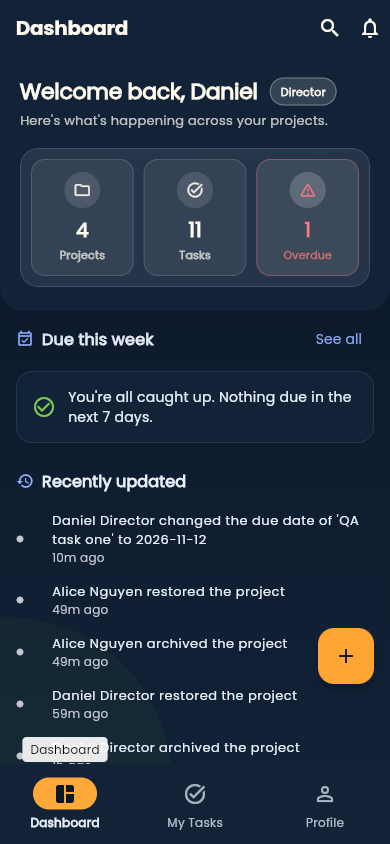 Dashboard
Welcome back, Daniel
Director
Here's what's happening across your projects.
4
Projects
11
Tasks
1
Overdue
Due this week
See all
You're all caught up. Nothing due in the
next 7 days.
Recently updated
Daniel Director changed the due date of 'QA
task one' to 2026-11-12
10m ago
Alice Nguyen restored the project
49m ago
Alice Nguyen archived the project
49m ago
Daniel Director restored the project
59m ago
Director archived the project
Dashboard
Dashboard
My Tasks
Profile